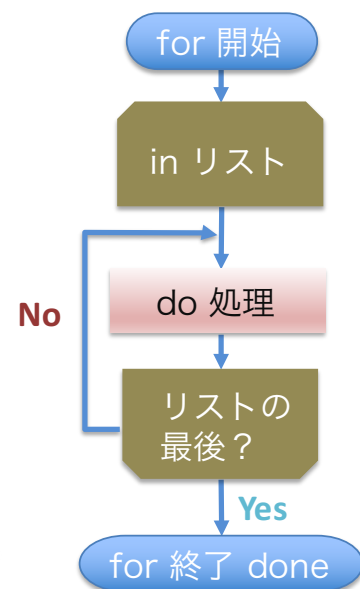 for 開始
in リスト
do 処理
No
リストの
最後？
Yes
for 終了 done